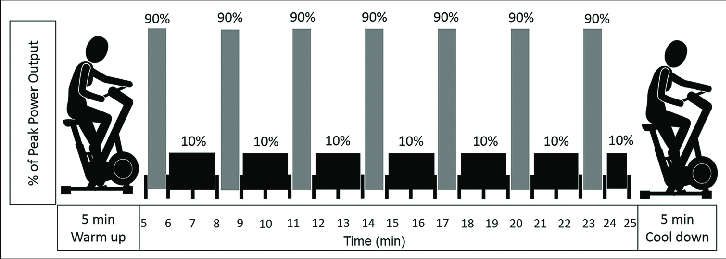 90% 90% 90% 90% 90% 90% 90%
% of Peak Power Output
10% 10% 10% 10% 10% 10% 10%
5 min
Warm up
5 6 7 8 9 10 11 12 13 14 15 16 17 18 19 20 21 22 23 24 25
Time (min)
5 min
Cool down